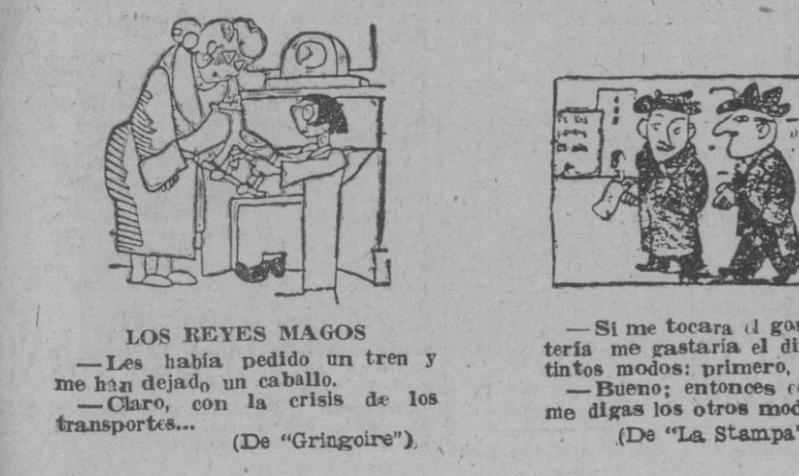 LOS REYES MAGOS
—Les había pedido un tren y
me han dejado un caballo.
—Claro, con la crisis de los
transportes...
(De "Gringoire").
—Si me tocara el
tería me gastaría el
tintos modos: primero,
—Bueno; entonces
me digas los otros
(De "La Stampa"